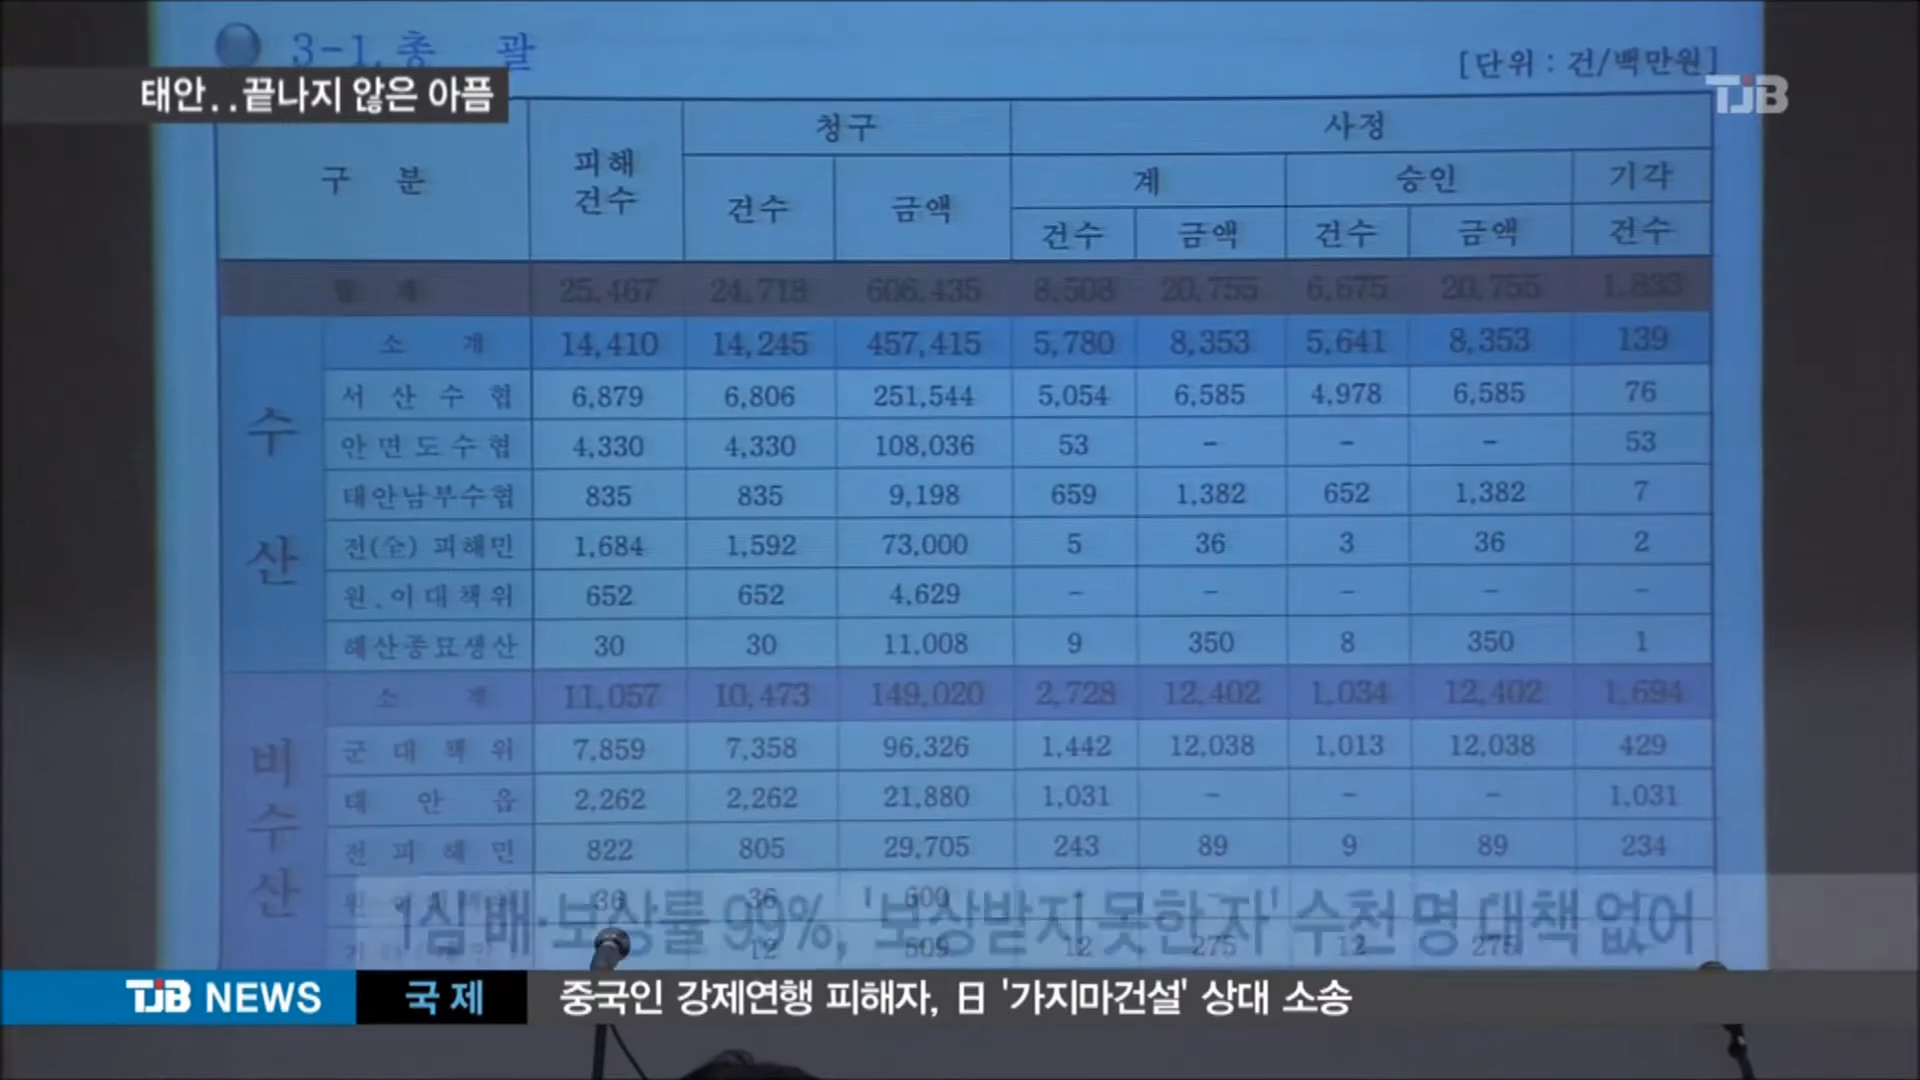 3-1. 총 괄
[단위 : 건/백만원]
태안..끝나지 않은 아픔
TJB
구 분 피해 건수 청구 사정
건수 금액 계 승인 기각
건수 금액 건수 금액 건수
합 계 25,467 24,718 606,435 8,508 20,755 6,675 20,755 1,833
수산 소 계 14,410 14,245 457,415 5,780 8,353 5,641 8,353 139
서산수협 6,879 6,806 251,544 5,054 6,585 4,978 6,585 76
안면도수협 4,330 4,330 108,036 53 - - - 53
태안남부수협 835 835 9,198 659 1,382 652 1,382 7
전(全) 피해민 1,684 1,592 73,000 5 36 3 36 2
원,이대책위 652 652 4,629 - - - - -
해산종묘생산 30 30 11,008 9 350 8 350 1
비수산 소 계 11,057 10,473 149,020 2,728 12,402 1,034 12,402 1,694
군대책위 7,859 7,358 96,326 1,442 12,038 1,013 12,038 429
태안읍 2,262 2,262 21,880 1,031 - - - 1,031
전피해민 822 805 29,705 243 89 9 89 234
36 36 600
12 509 12 275 12 275
1심 배·보상률 99%, '보상받지 못한 자' 수천 명 대책 없어
TJB NEWS 국제 중국인 강제연행 피해자, 日 '가지마건설' 상대 소송